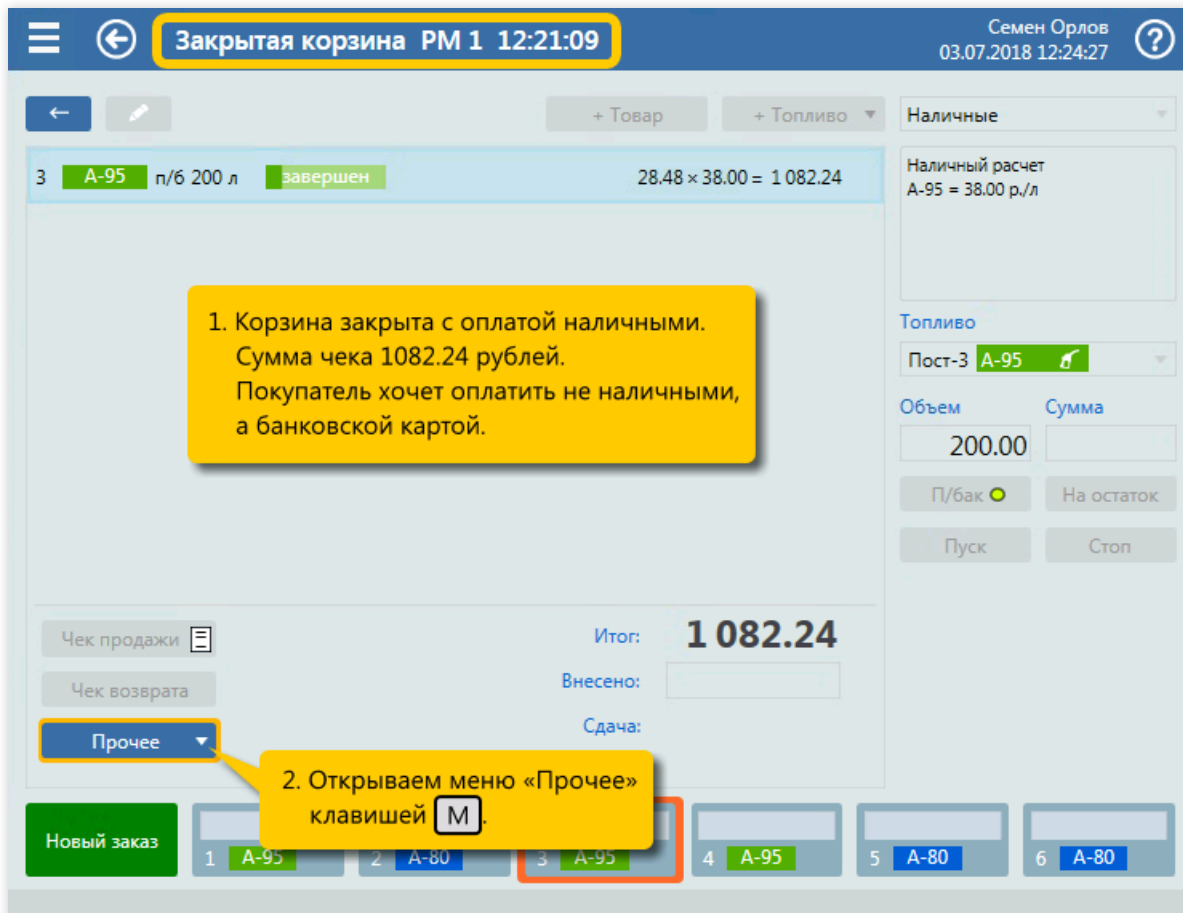 Закрытая корзина РМ 1 12:21:09
Семен Орлов
03.07.2018 12:24:27
?
+ Товар
+ Топливо
Наличные
3 А-95 п/б 200 л завершен 28.48 × 38.00 = 1 082.24
Наличный расчет
А-95 = 38.00 р./л
1. Корзина закрыта с оплатой наличными.
Сумма чека 1082.24 рублей.
Покупатель хочет оплатить не наличными,
а банковской картой.
Топливо
Пост-3 А-95
Объем Сумма
200.00
П/бак На остаток
Пуск Стоп
Чек продажи
Итог: 1 082.24
Чек возврата
Внесено:
Прочее
Сдача:
2. Открываем меню «Прочее»
клавишей М.
Новый заказ
1 А-95
2 А-80
3 А-95
4 А-95
5 А-80
6 А-80